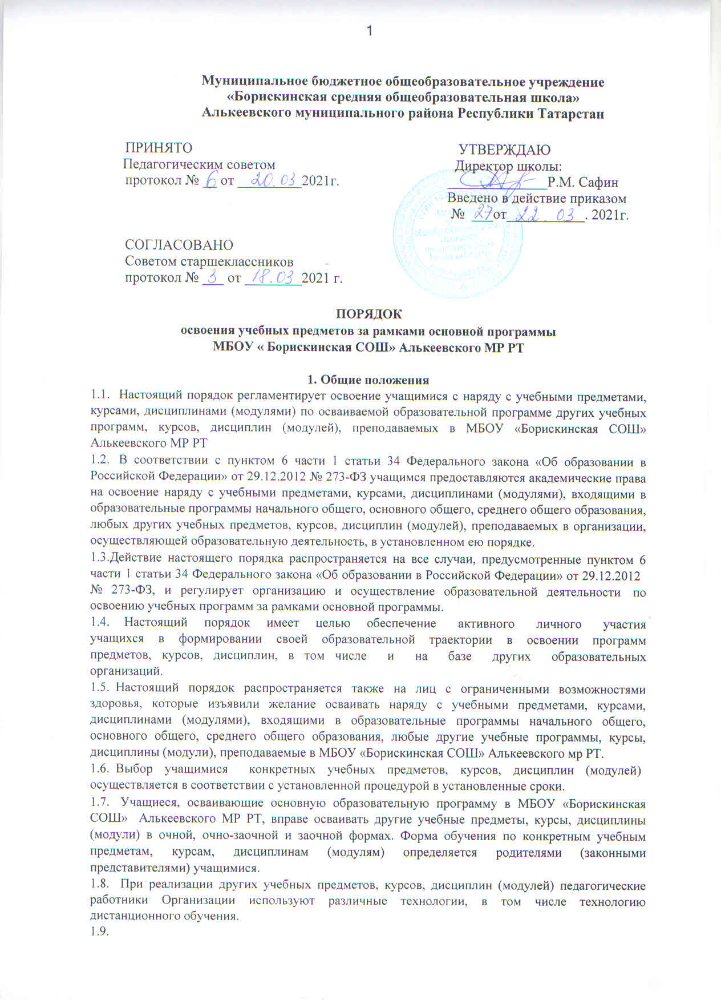 1
Муниципальное бюджетное общеобразовательное учреждение
«Борискинская средняя общеобразовательная школа»
Алькеевского муниципального района Республики Татарстан
ПРИНЯТО
Педагогическим советом
протокол № 6 от 20.03 2021г.
УТВЕРЖДАЮ
Директор школы:
Р.М. Сафин
Введено в действие приказом
№ 27 от 22.03. 2021г.
СОГЛАСОВАНО
Советом старшеклассников
протокол № 3 от 18.03 2021 г.
ПОРЯДОК
освоения учебных предметов за рамками основной программы
МБОУ « Борискинская СОШ» Алькеевского МР РТ
1. Общие положения
1.1. Настоящий порядок регламентирует освоение учащимися с наряду с учебными предметами,
курсами, дисциплинами (модулями) по осваиваемой образовательной программе других учебных
программ, курсов, дисциплин (модулей), преподаваемых в МБОУ «Борискинская СОШ»
Алькеевского МР РТ
1.2. В соответствии с пунктом 6 части 1 статьи 34 Федерального закона «Об образовании в
Российской Федерации» от 29.12.2012 № 273-ФЗ учащимся предоставляются академические права
на освоение наряду с учебными предметами, курсами, дисциплинами (модулями), входящими в
образовательные программы начального общего, основного общего, среднего общего образования,
любых других учебных предметов, курсов, дисциплин (модулей), преподаваемых в организации,
осуществляющей образовательную деятельность, в установленном ею порядке.
1.3.Действие настоящего порядка распространяется на все случаи, предусмотренные пунктом 6
части 1 статьи 34 Федерального закона «Об образовании в Российской Федерации» от 29.12.2012
№ 273-ФЗ, и регулирует организацию и осуществление образовательной деятельности по
освоению учебных программ за рамками основной программы.
1.4. Настоящий порядок имеет целью обеспечение активного личного участия
учащихся в формировании своей образовательной траектории в освоении программ
предметов, курсов, дисциплин, в том числе и на базе других образовательных
организаций.
1.5. Настоящий порядок распространяется также на лиц с ограниченными возможностями
здоровья, которые изъявили желание осваивать наряду с учебными предметами, курсами,
дисциплинами (модулями), входящими в образовательные программы начального общего,
основного общего, среднего общего образования, любые другие учебные программы, курсы,
дисциплины (модули), преподаваемые в МБОУ «Борискинская СОШ» Алькеевского мр РТ.
1.6. Выбор учащимися конкретных учебных предметов, курсов, дисциплин (модулей)
осуществляется в соответствии с установленной процедурой в установленные сроки.
1.7. Учащиеся, осваивающие основную образовательную программу в МБОУ «Борискинская
СОШ» Алькеевского МР РТ, вправе осваивать другие учебные предметы, курсы, дисциплины
(модули) в очной, очно-заочной и заочной формах. Форма обучения по конкретным учебным
предметам, курсам, дисциплинам (модулям) определяется родителями (законными
представителями) учащимися.
1.8. При реализации других учебных предметов, курсов, дисциплин (модулей) педагогические
работники Организации используют различные технологии, в том числе технологию
дистанционного обучения.
1.9.